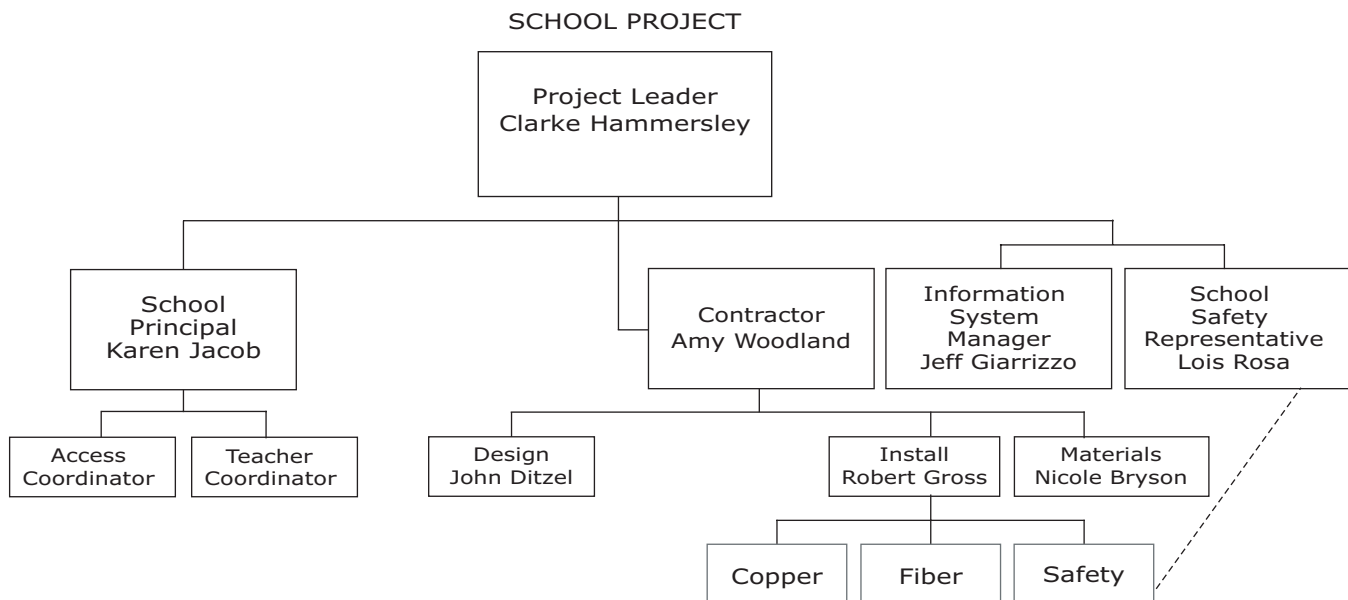 SCHOOL PROJECT
Project Leader
Clarke Hammersley
School
Principal
Karen Jacob
Contractor
Amy Woodland
Information
System
Manager
Jeff Giarrizzo
School
Safety
Representative
Lois Rosa
Access
Coordinator
Teacher
Coordinator
Design
John Ditzel
Install
Robert Gross
Materials
Nicole Bryson
Copper
Fiber
Safety